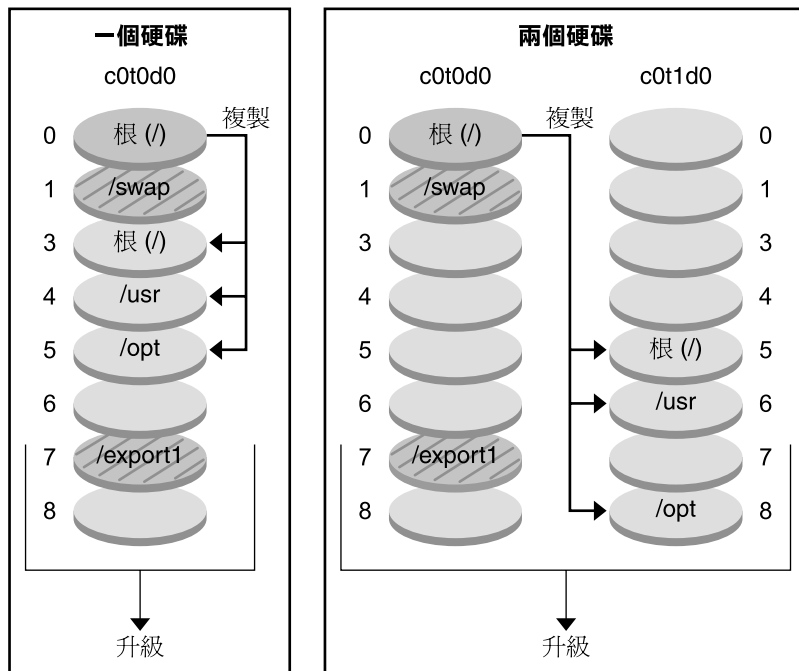 一個硬碟
c0t0d0
0 根 (/) 複製
1 /swap
3 根 (/)
4 /usr
5 /opt
6
7 /export1
8
升級
兩個硬碟
c0t0d0 c0t1d0
0 根 (/) 複製 0
1 /swap 1
3 3
4 4
5 根 (/) 5
6 /usr 6
7 /export1 7
8 /opt 8
升級